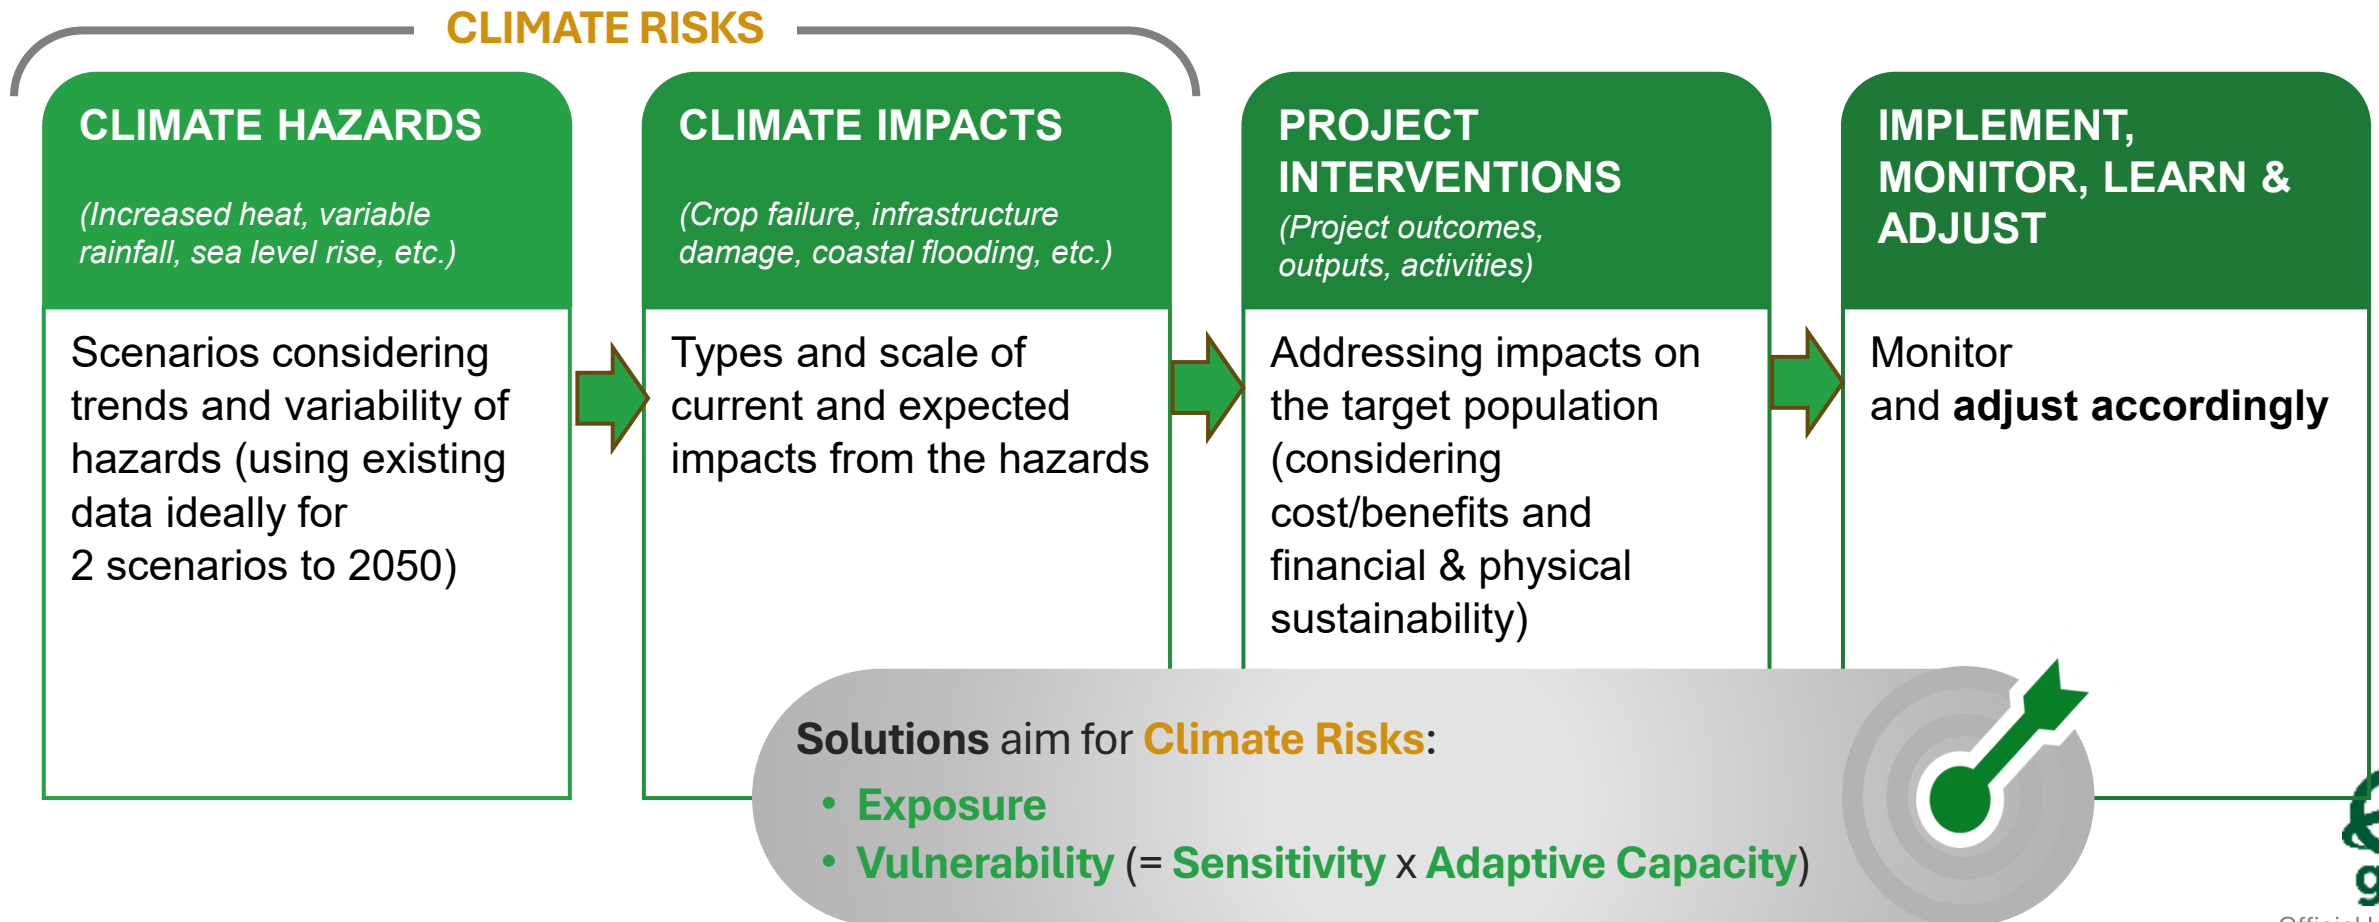 CLIMATE RISKS
CLIMATE HAZARDS
(Increased heat, variable
rainfall, sea level rise, etc.)
Scenarios considering
trends and variability of
hazards (using existing
data ideally for
2 scenarios to 2050)
CLIMATE IMPACTS
(Crop failure, infrastructure
damage, coastal flooding, etc.)
Types and scale of
current and expected
impacts from the hazards
PROJECT
INTERVENTIONS
(Project outcomes,
outputs, activities)
Addressing impacts on
the target population
(considering
cost/benefits and
financial & physical
sustainability)
IMPLEMENT,
MONITOR, LEARN &
ADJUST
Monitor
and adjust accordingly
Solutions aim for Climate Risks:
• Exposure
• Vulnerability (= Sensitivity x Adaptive Capacity)